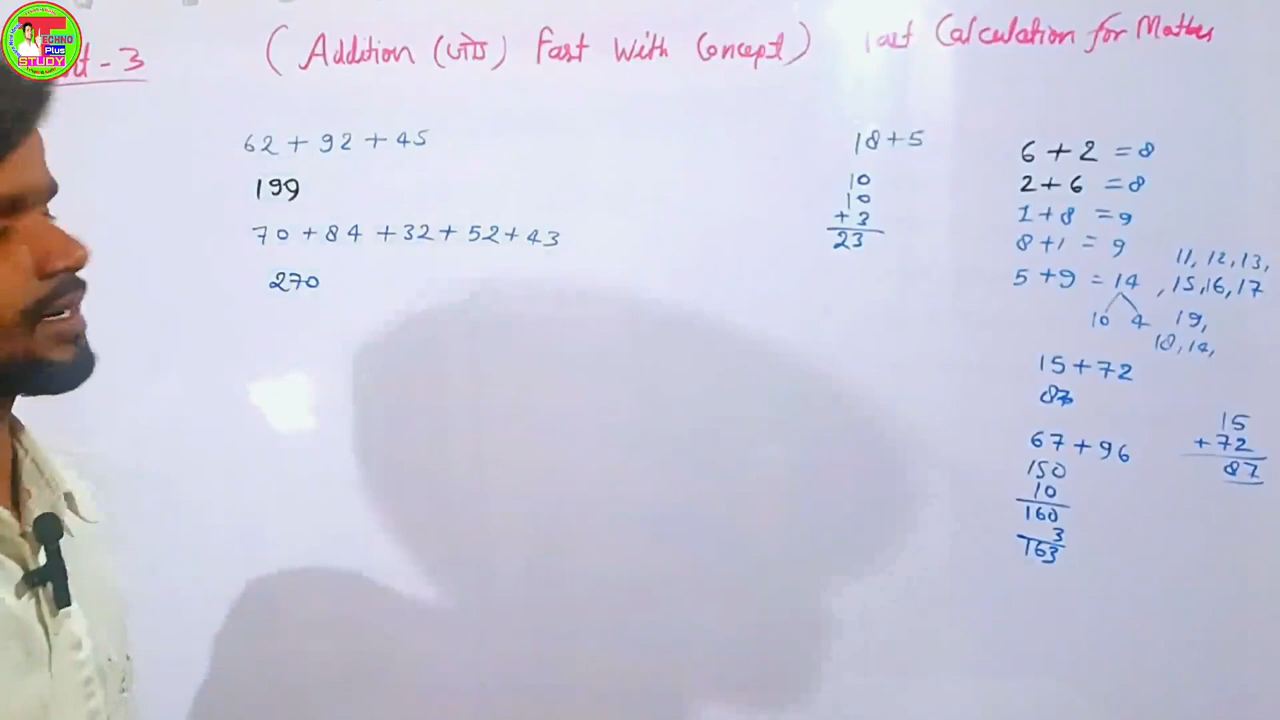 TECHNO
Plus
STUDY
- 3
( Addition (जोड़) Fast With Concept ) Fast Calculation for Maths
62 + 92 + 45
199
70 + 84 + 32 + 52 + 43
270
18 + 5
10
10
+ 3
23
6 + 2 = 8
2 + 6 = 8
1 + 8 = 9
8 + 1 = 9
5 + 9 = 14
10 4
11, 12, 13,
, 15, 16, 17
19,
18, 14,
15 + 72
87
67 + 96
150
10
160
3
163
15
+ 72
87